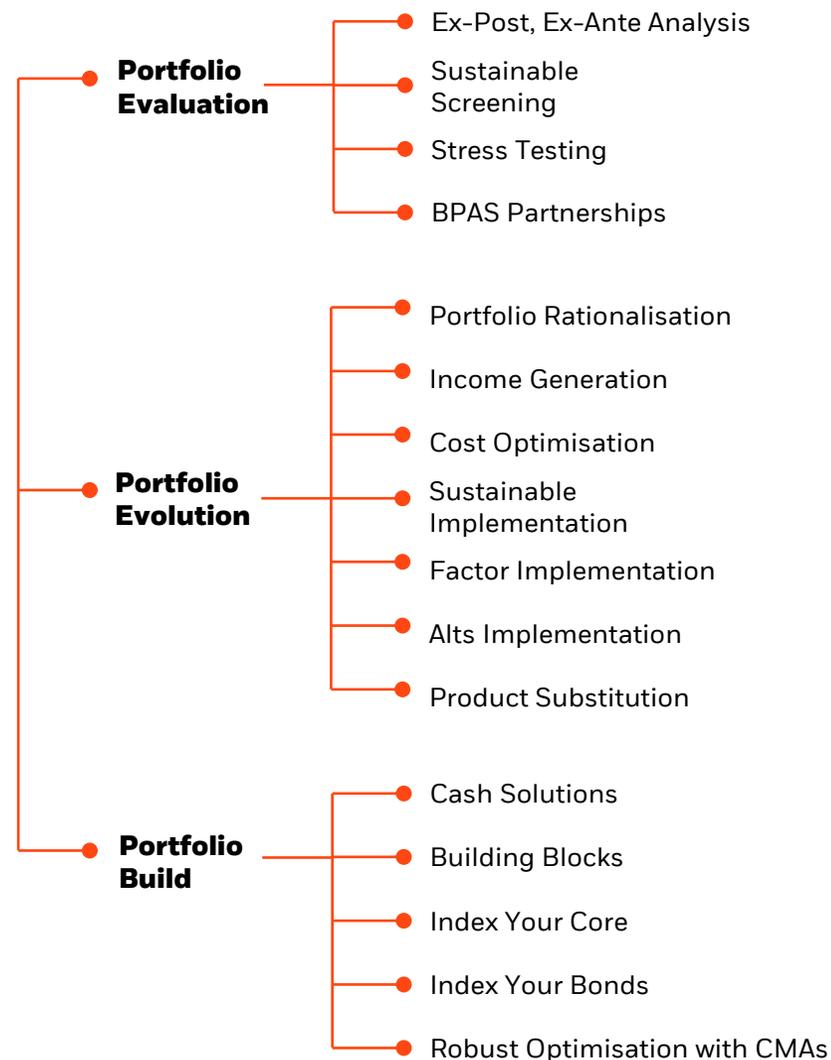 Portfolio
Evaluation
Ex-Post, Ex-Ante Analysis
Sustainable
Screening
Stress Testing
BPAS Partnerships
Portfolio
Evolution
Portfolio Rationalisation
Income Generation
Cost Optimisation
Sustainable
Implementation
Factor Implementation
Alts Implementation
Product Substitution
Portfolio
Build
Cash Solutions
Building Blocks
Index Your Core
Index Your Bonds
Robust Optimisation with CMAs